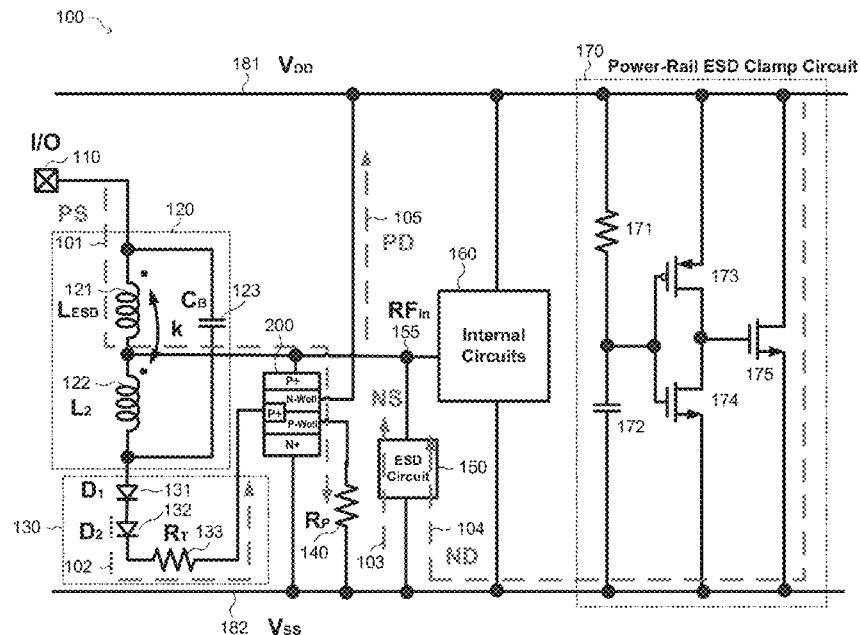 100
181
VDD
170
Power-Rail ESD Clamp Circuit
I/O
110
PS
101
120
105
PD
160
171
173
121
LESD
k
CB
123
200
RFin
155
Internal
Circuits
P+
N-Well
P+
P-Well
N+
122
L2
NS
172
174
175
ESD
Circuit
150
D1
131
130
D2
132
RT
133
RP
140
102
103
104
ND
182
VSS